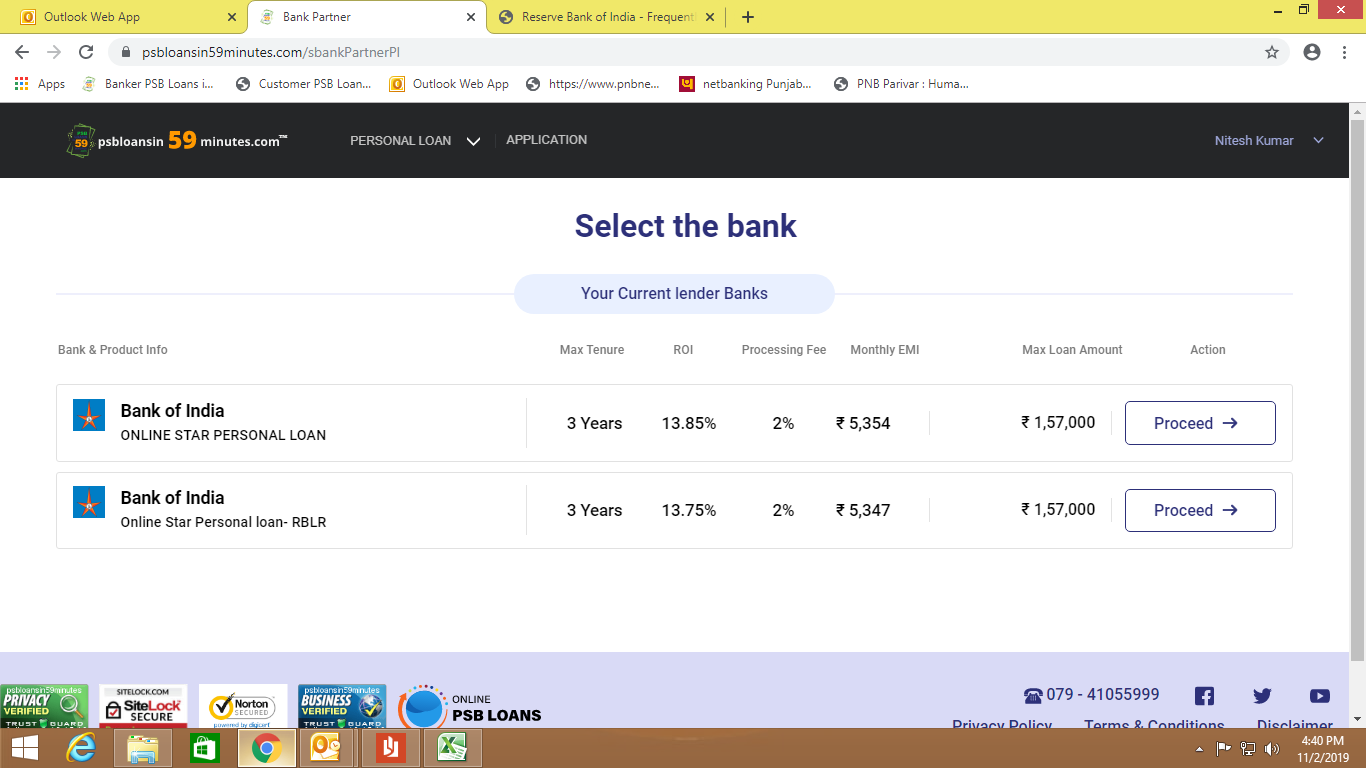 Outlook Web App
Bank Partner
Reserve Bank of India - Frequentl
psbloansin59minutes.com/sbankPartnerPl
Apps
Banker PSB Loans i...
Customer PSB Loan...
Outlook Web App
https://www.pnbne...
netbanking Punjab...
PNB Parivar : Huma...
psbloansin 59 minutes.com™
PERSONAL LOAN
APPLICATION
Nitesh Kumar
Select the bank
Your Current lender Banks
Bank & Product Info Max Tenure ROI Processing Fee Monthly EMI Max Loan Amount Action
Bank of India
ONLINE STAR PERSONAL LOAN
3 Years 13.85% 2% ₹ 5,354 ₹ 1,57,000 Proceed →
Bank of India
Online Star Personal loan- RBLR
3 Years 13.75% 2% ₹ 5,347 ₹ 1,57,000 Proceed →
psbloansin59minutes
PRIVACY
VERIFIED
TRUST GUARD
SITELOCK.COM
SiteLock
SECURE
Norton
SECURED
powered by digicert
psbloansin59minutes
BUSINESS
VERIFIED
TRUST GUARD
ONLINE
PSB LOANS
079 - 41055999
Privacy Policy Terms & Conditions Disclaimer
4:40 PM
11/2/2019